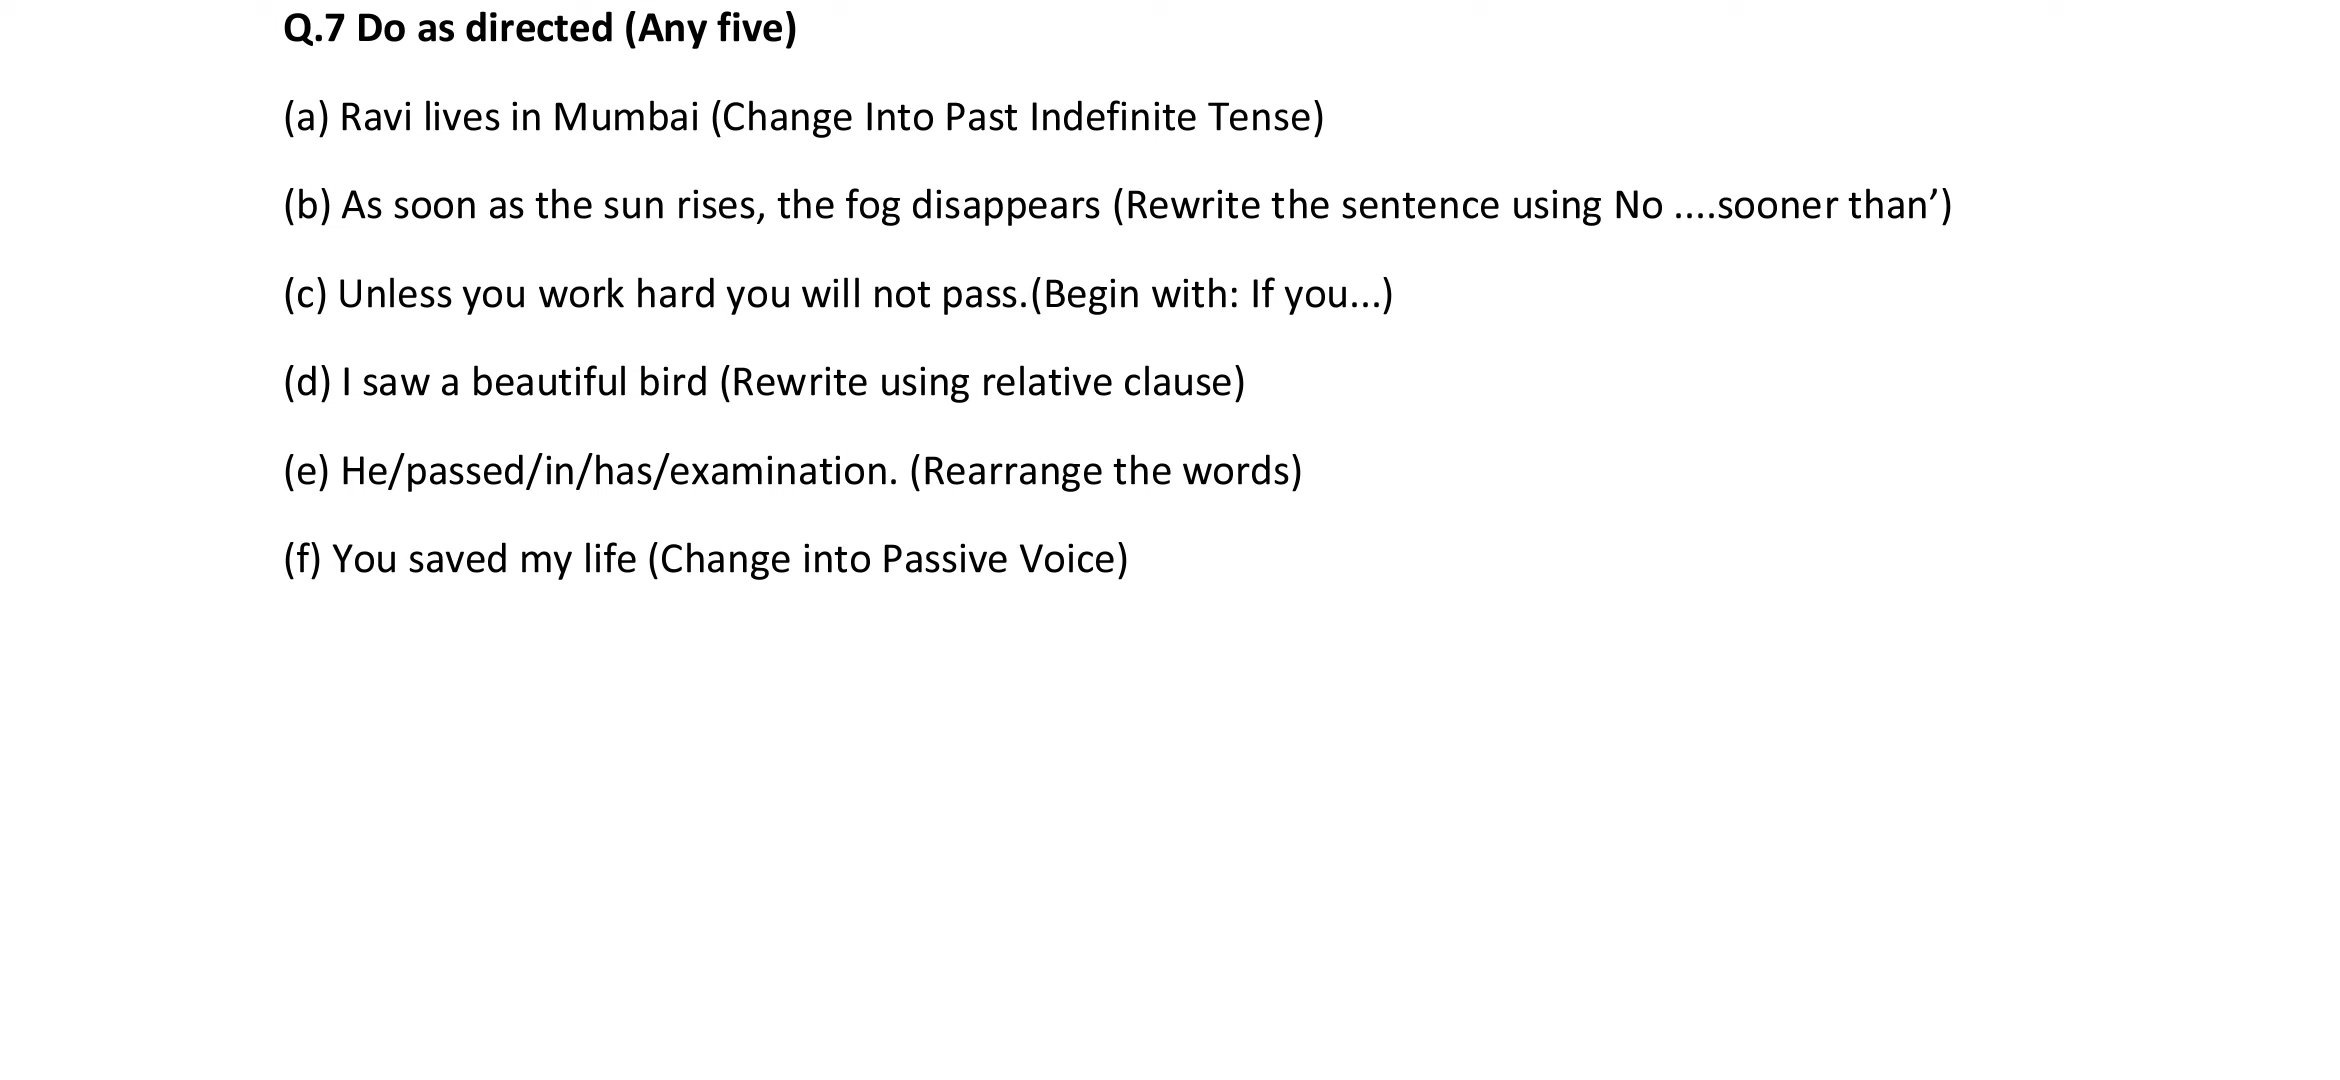 Q.7 Do as directed (Any five)
(a) Ravi lives in Mumbai (Change Into Past Indefinite Tense)
(b) As soon as the sun rises, the fog disappears (Rewrite the sentence using No ....sooner than’)
(c) Unless you work hard you will not pass.(Begin with: If you...)
(d) I saw a beautiful bird (Rewrite using relative clause)
(e) He/passed/in/has/examination. (Rearrange the words)
(f) You saved my life (Change into Passive Voice)